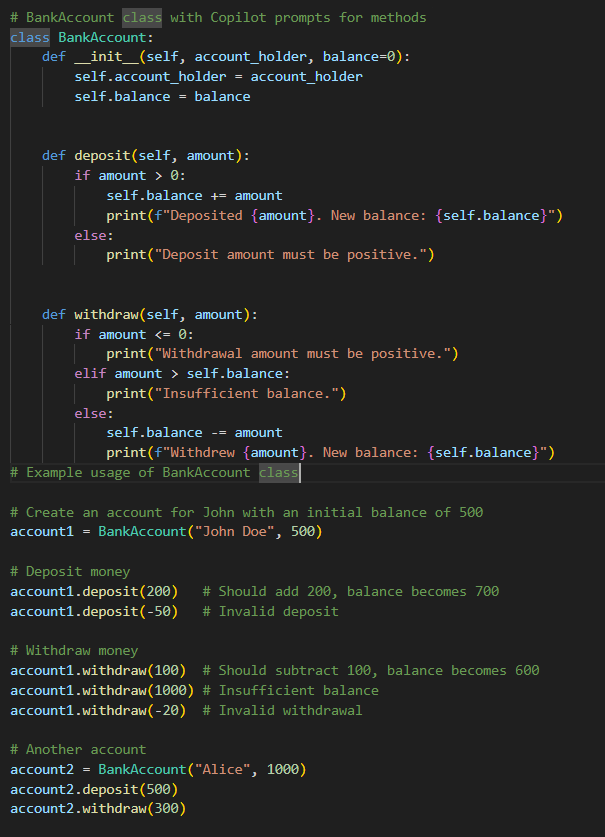 # BankAccount class with Copilot prompts for methods
class BankAccount:
    def __init__(self, account_holder, balance=0):
        self.account_holder = account_holder
        self.balance = balance


    def deposit(self, amount):
        if amount > 0:
            self.balance += amount
            print(f"Deposited {amount}. New balance: {self.balance}")
        else:
            print("Deposit amount must be positive.")


    def withdraw(self, amount):
        if amount <= 0:
            print("Withdrawal amount must be positive.")
        elif amount > self.balance:
            print("Insufficient balance.")
        else:
            self.balance -= amount
            print(f"Withdrew {amount}. New balance: {self.balance}")
# Example usage of BankAccount class

# Create an account for John with an initial balance of 500
account1 = BankAccount("John Doe", 500)

# Deposit money
account1.deposit(200)   # Should add 200, balance becomes 700
account1.deposit(-50)   # Invalid deposit

# Withdraw money
account1.withdraw(100)  # Should subtract 100, balance becomes 600
account1.withdraw(1000) # Insufficient balance
account1.withdraw(-20)  # Invalid withdrawal

# Another account
account2 = BankAccount("Alice", 1000)
account2.deposit(500)
account2.withdraw(300)